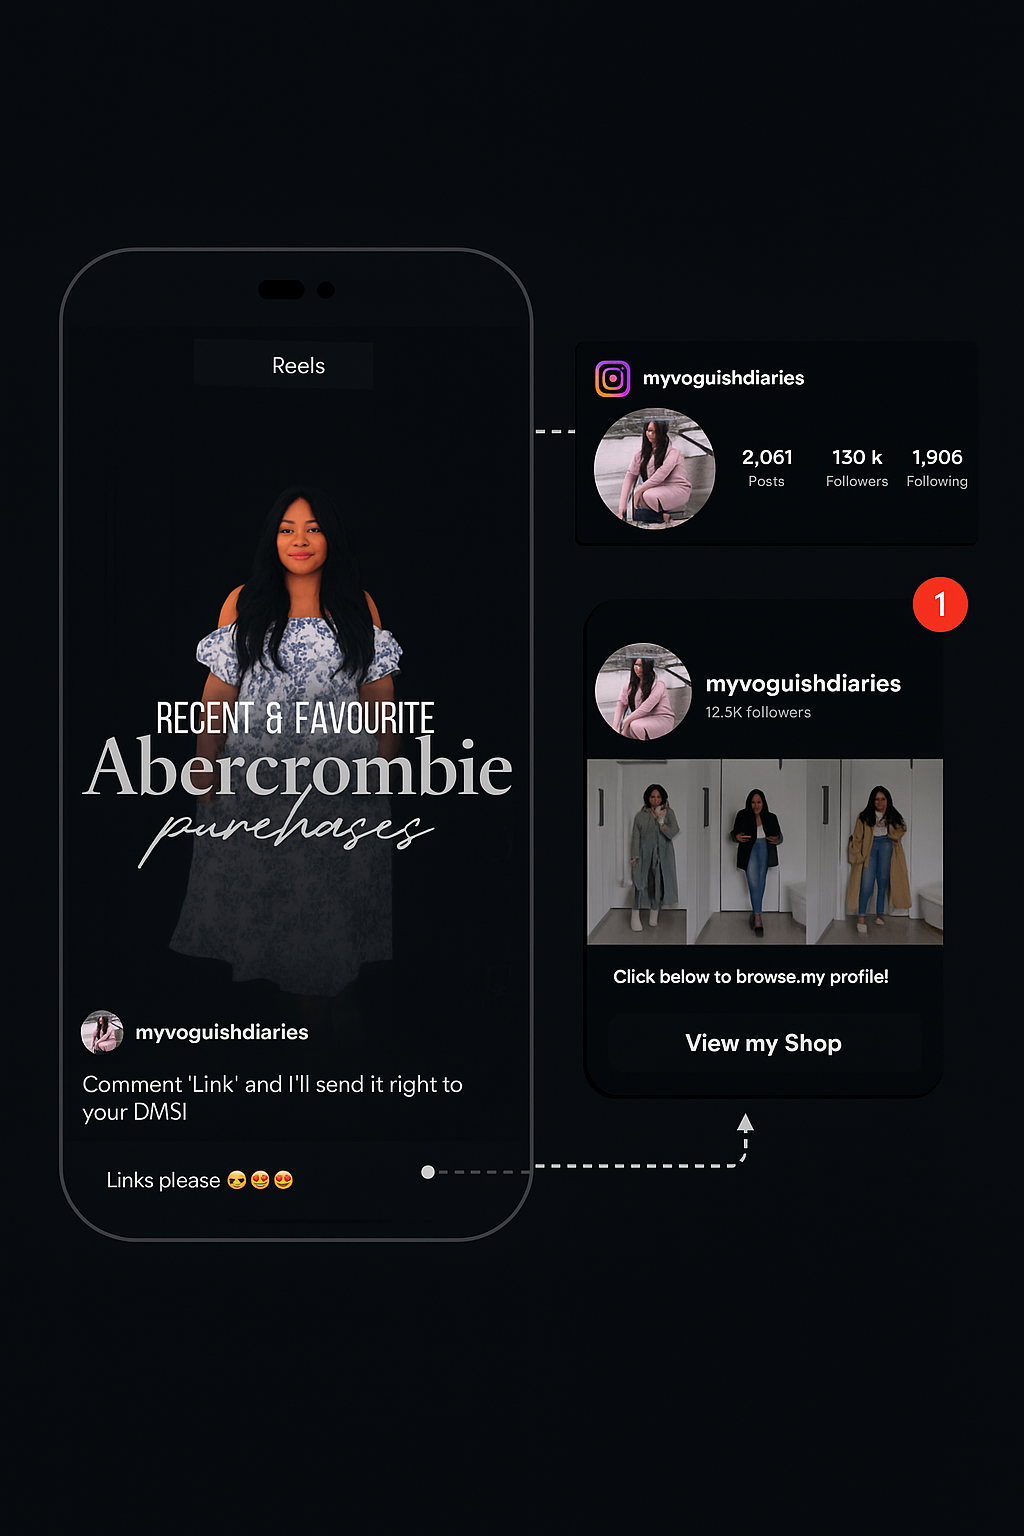 Reels
RECENT & FAVOURITE
Abercrombie
purehases
myvoguishdiaries
Comment 'Link' and I'll send it right to
your DMSI
Links please 😎😍😍
myvoguishdiaries
2,061 130 k 1,906
Posts Followers Following
1
myvoguishdiaries
12.5K followers
Click below to browse.my profile!
View my Shop